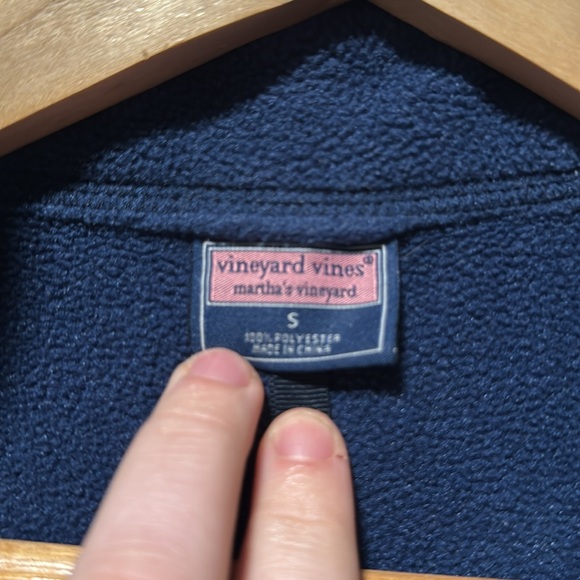 vineyard vines®
martha's vineyard
S
100% POLYESTER
MADE IN CHINA